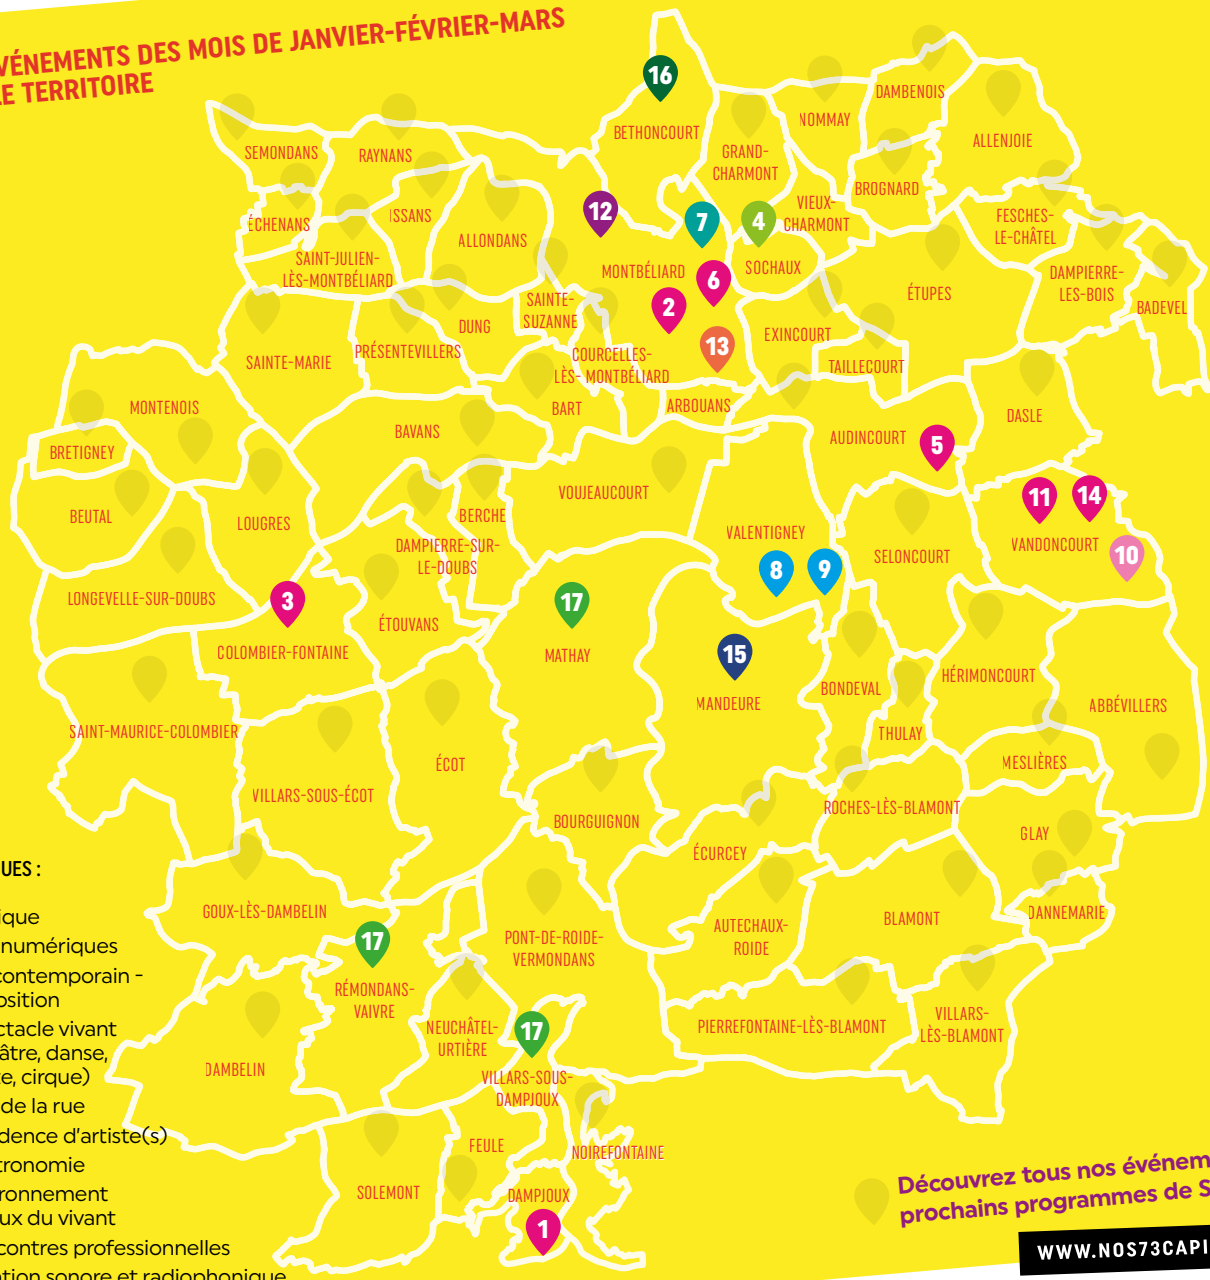 VÉNEMENTS DES MOIS DE JANVIER-FÉVRIER-MARS
LE TERRITOIRE
16
BETHONCOURT
DAMBENOIS
NOMMAY
ALLENJOIE
GRAND-
CHARMONT
SEMONDANS
RAYNANS
BROGNARD
ÉCHENANS
ISSANS
12
7
4
VIEUX-
CHARMONT
FESCHES-
LE-CHÂTEL
ALLONDANS
SAINT-JULIEN-
LÈS-MONTBÉLIARD
MONTBÉLIARD
6
SOCHAUX
DAMPIERRE-
LES-BOIS
BADEVEL
ÉTUPES
2
SAINTE-
SUZANNE
DUNG
EXINCOURT
13
SAINTE-MARIE
PRÉSENTEVILLERS
COURCELLES-
LÈS- MONTBÉLIARD
TAILLECOURT
MONTENOIS
BART
ARBOUANS
DASLE
BAVANS
AUDINCOURT
5
BRETIGNEY
BEUTAL
LOUGRES
BERCHE
VOUJEAUCOURT
11
14
VALENTIGNEY
SELONCOURT
VANDONCOURT
10
DAMPIERRE-SUR-
LE-DOUBS
8
9
LONGEVELLE-SUR-DOUBS
3
17
ÉTOUVANS
COLOMBIER-FONTAINE
MATHAY
15
MANDEURE
BONDEVAL
HÉRIMONCOURT
ABBÉVILLERS
SAINT-MAURICE-COLOMBIER
THULAY
ÉCOT
MESLIÈRES
VILLARS-SOUS-ÉCOT
BOURGUIGNON
ROCHES-LÈS-BLAMONT
GLAY
ÉCURCEY
UES :
GOUX-LÈS-DAMBELIN
AUTECHAUX-
ROIDE
BLAMONT
DANNEMARIE
17
PONT-DE-ROIDE-
VERMONDANS
RÉMONDANS-
VAIVRE
NEUCHÂTEL-
URTIÈRE
17
PIERREFONTAINE-LÈS-BLAMONT
VILLARS-
LÈS-BLAMONT
DAMBELIN
VILLARS-SOUS-
DAMPJOUX
FEULE
NOIREFONTAINE
SOLEMONT
DAMPJOUX
1
ique
numériques
contemporain -
osition
ctacle vivant
âtre, danse,
e, cirque)
de la rue
dence d'artiste(s)
tronomie
ronnement
ux du vivant
contres professionnelles
ation sonore et radiophonique
Découvrez tous nos événem
prochains programmes de S
WWW.NOS73CAPI